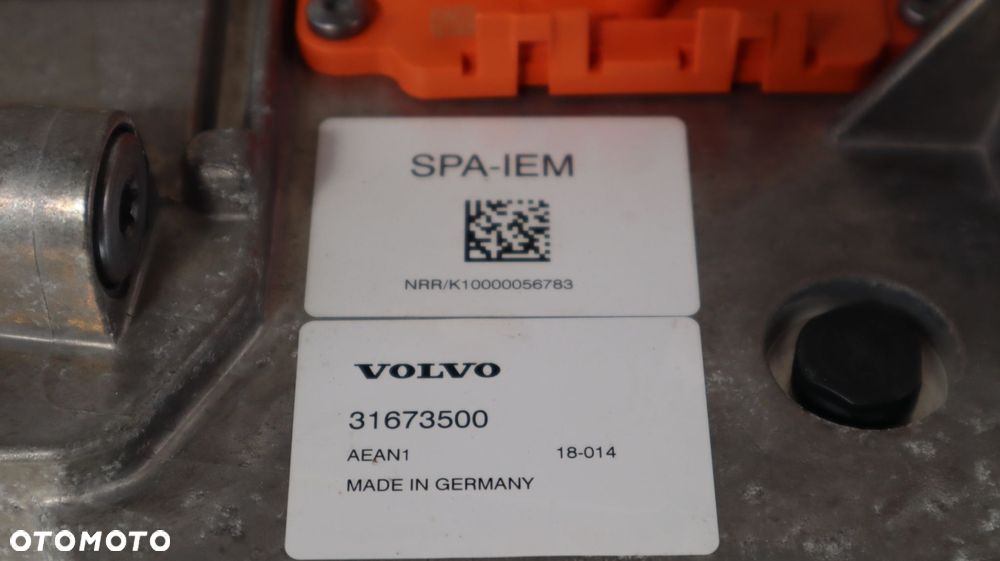 SPA-IEM
NRR/K10000056783
VOLVO
31673500
AEAN1 18-014
MADE IN GERMANY
OTOMOTO